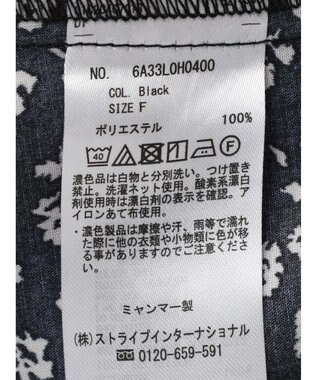 NO. 6A33L0H0400
COL. Black
SIZE F
ポリエステル 100%
40
F
濃色品は白物と分別洗い。つけ置き
禁止。洗濯ネット使用。酸素系漂白
剤使用時は漂白剤の表示を確認。ア
イロンあて布使用。
・濃色製品は摩擦や汗、雨等で濡れ
た際に他の衣類や小物類に色が移
る事がありますのでご注意くださ
い。
ミャンマー製
(株)ストライプインターナショナル
0120-659-591